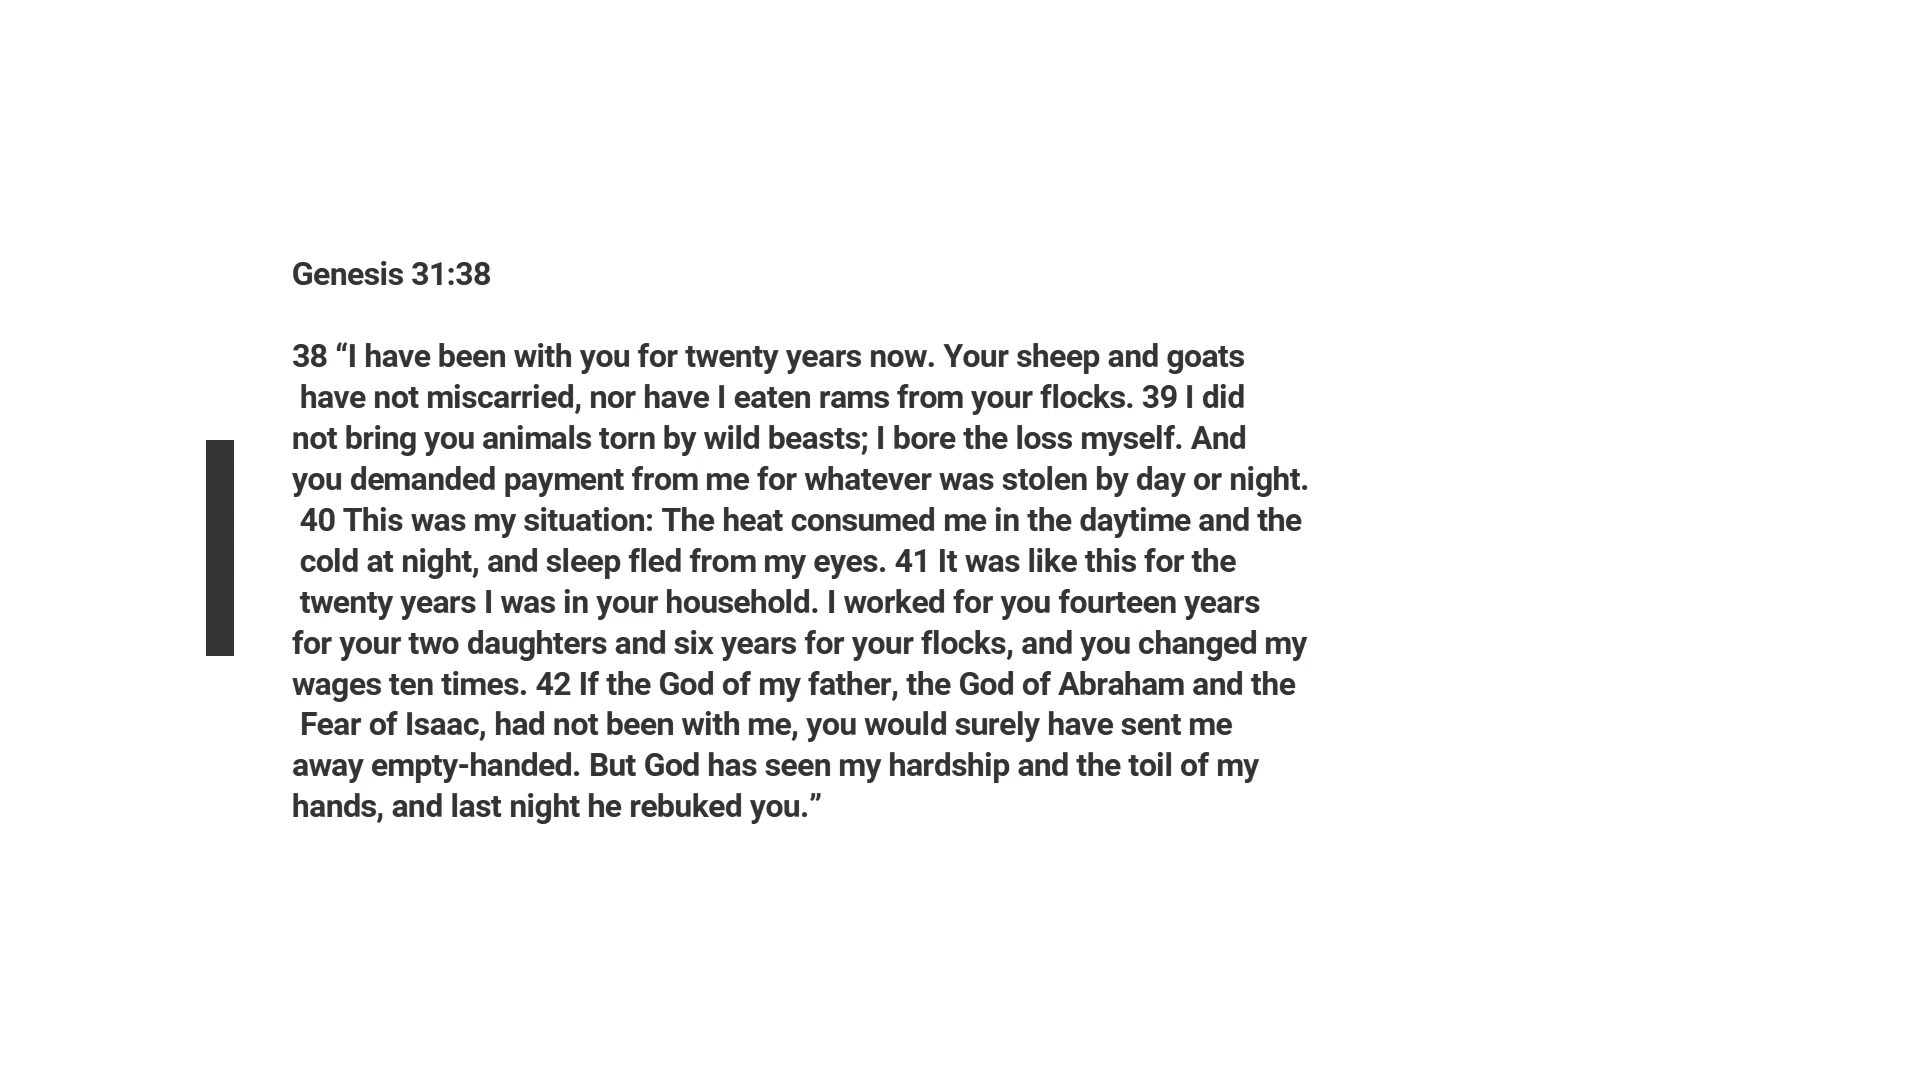 Genesis 31:38
38 “I have been with you for twenty years now. Your sheep and goats
have not miscarried, nor have I eaten rams from your flocks. 39 I did
not bring you animals torn by wild beasts; I bore the loss myself. And
you demanded payment from me for whatever was stolen by day or night.
40 This was my situation: The heat consumed me in the daytime and the
cold at night, and sleep fled from my eyes. 41 It was like this for the
twenty years I was in your household. I worked for you fourteen years
for your two daughters and six years for your flocks, and you changed my
wages ten times. 42 If the God of my father, the God of Abraham and the
Fear of Isaac, had not been with me, you would surely have sent me
away empty-handed. But God has seen my hardship and the toil of my
hands, and last night he rebuked you.”